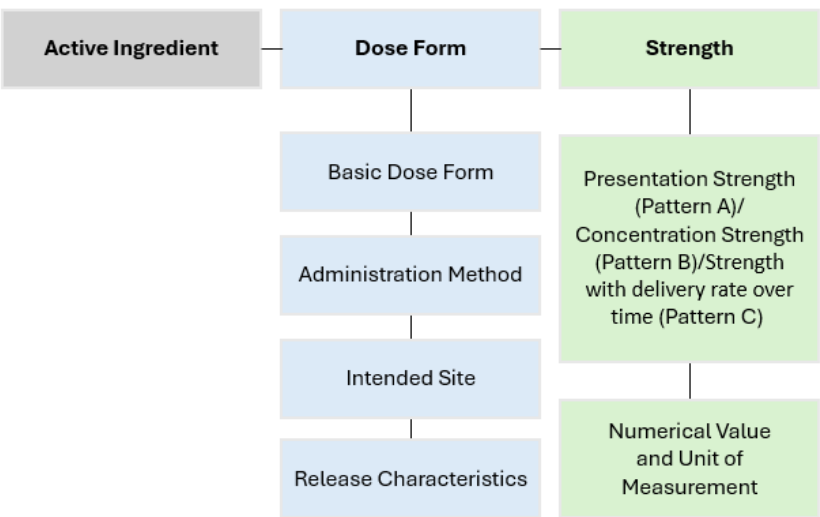 Active Ingredient
Dose Form
Strength
Basic Dose Form
Administration Method
Intended Site
Release Characteristics
Presentation Strength
(Pattern A)/
Concentration Strength
(Pattern B)/Strength
with delivery rate over
time (Pattern C)
Numerical Value
and Unit of
Measurement